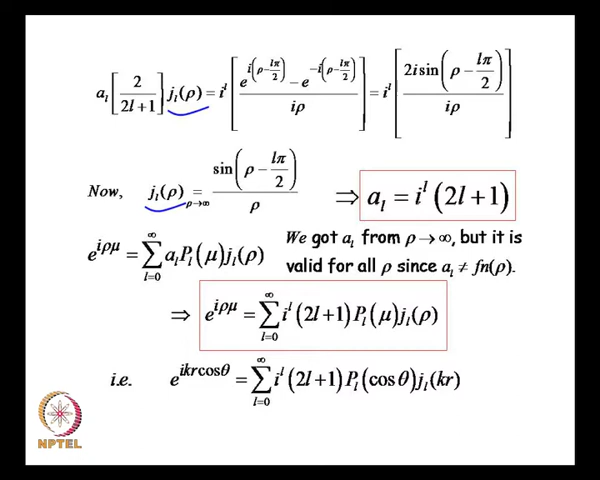 a_l [2/(2l+1)] j_l(ρ) = i^l [(e^{i(ρ−lπ/2)} − e^{−i(ρ−lπ/2)})/(iρ)] = i^l [2i sin(ρ − lπ/2)/(iρ)]
Now, j_l(ρ) =_{ρ→∞} sin(ρ − lπ/2)/ρ ⇒ a_l = i^l (2l+1)
e^{iρμ} = ∑_{l=0}^{∞} a_l P_l(μ) j_l(ρ)
We got a_l from ρ→∞, but it is
valid for all ρ since a_l ≠ fn(ρ).
⇒ e^{iρμ} = ∑_{l=0}^{∞} i^l (2l+1) P_l(μ) j_l(ρ)
i.e. e^{ikr cosθ} = ∑_{l=0}^{∞} i^l (2l+1) P_l(cosθ) j_l(kr)
NPTEL